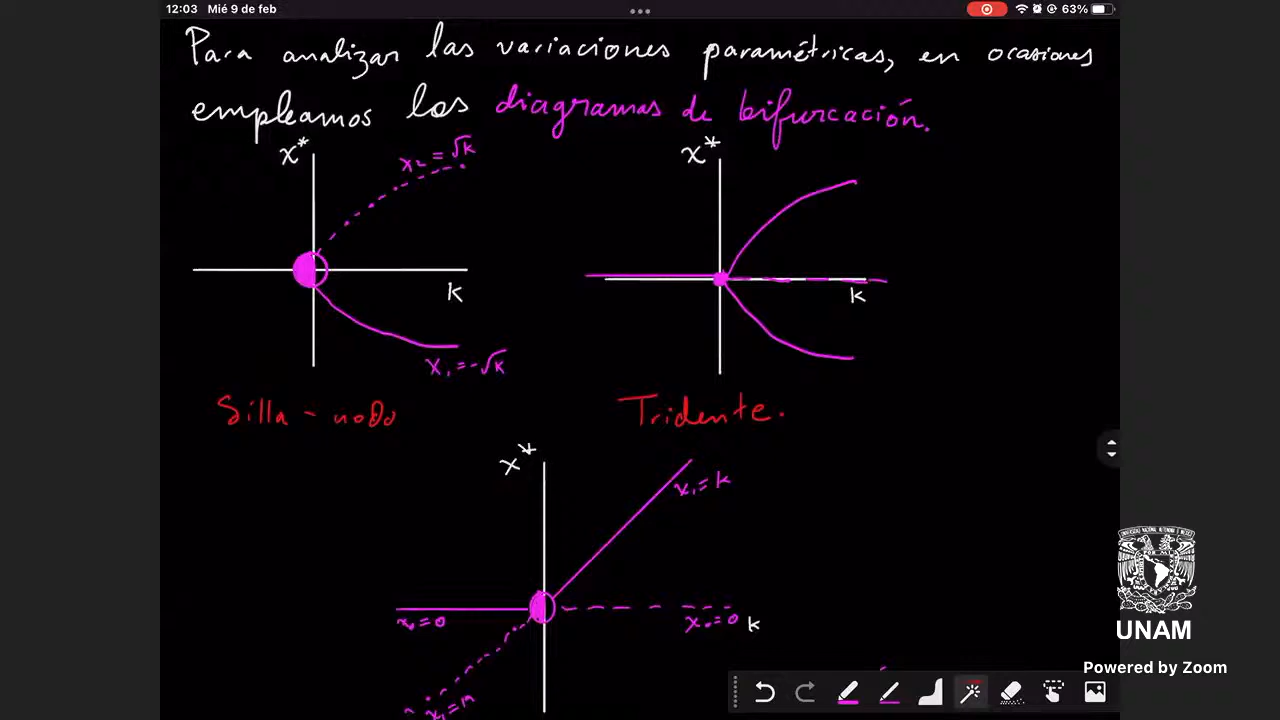 12:03 Mié 9 de feb
63%
Para analizar las variaciones paramétricas, en ocasiones
empleamos los diagramas de bifurcación.
x*
x₂ = √k
k
x₁ = -√k
Silla - nodo
x*
k
Tridente.
x*
x₁ = k
x₀ = 0
x₀ = 0
k
UNAM
Powered by Zoom